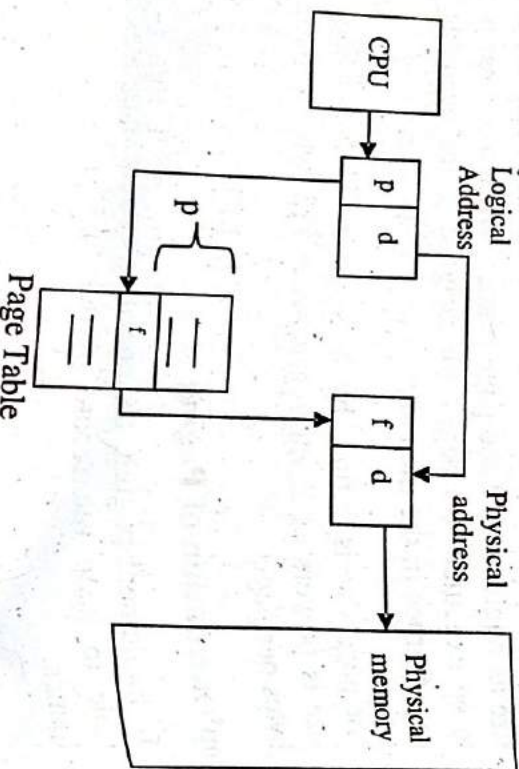 CPU
Logical
Address
p
d
p
f
Page Table
f
d
Physical
address
Physical
memory